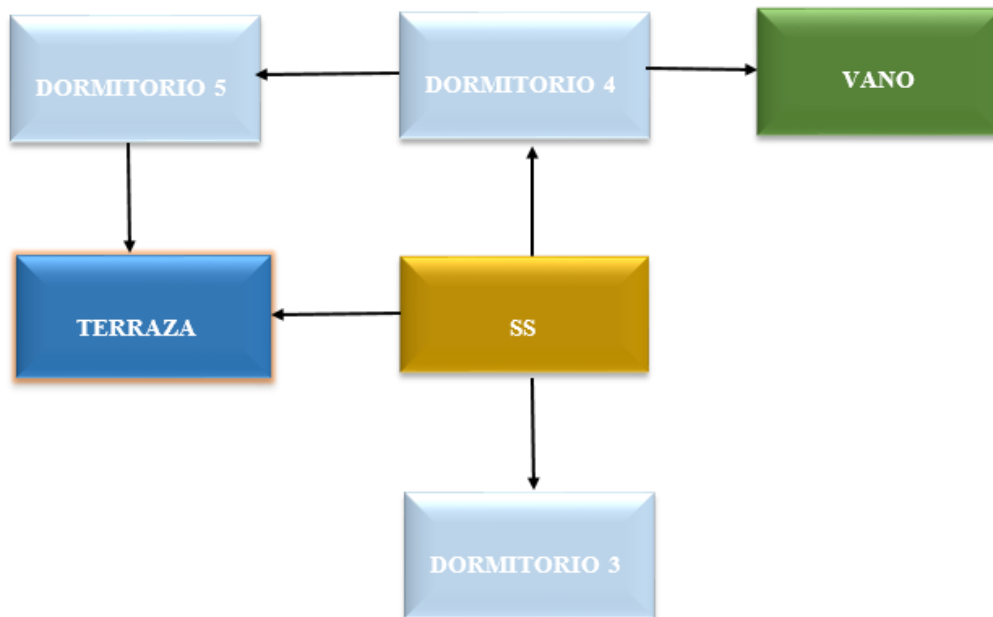 DORMITORIO 5
DORMITORIO 4
VANO
TERRAZA
SS
DORMITORIO 3